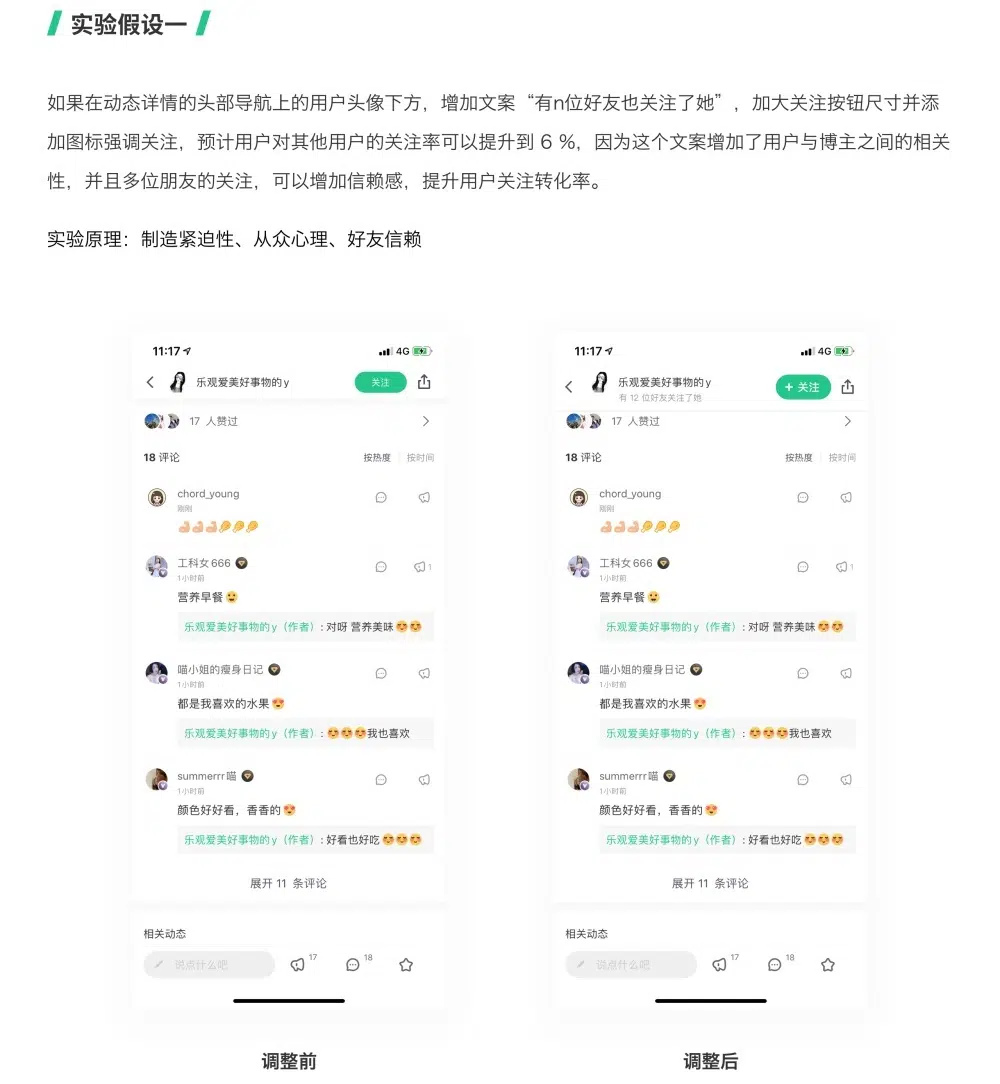 实验假设一
如果在动态详情的头部导航上的用户头像下方，增加文案“有n位好友也关注了她”，加大关注按钮尺寸并添
加图标强调关注，预计用户对其他用户的关注率可以提升到 6 %，因为这个文案增加了用户与博主之间的相关
性，并且多位朋友的关注，可以增加信赖感，提升用户关注转化率。
实验原理：制造紧迫性、从众心理、好友信赖
11:17 4G
乐观爱美好事物的y 关注
17 人赞过
18 评论 按热度 按时间
chord_young
刚刚
工科女666 1
1小时前
营养早餐
乐观爱美好事物的y（作者）: 对呀 营养美味
喵小姐的瘦身日记
1小时前
都是我喜欢的水果
乐观爱美好事物的y（作者）: 我也喜欢
summerrr喵
1小时前
颜色好好看，香香的
乐观爱美好事物的y（作者）: 好看也好吃
展开 11 条评论
相关动态
说点什么吧 17 18
调整前
11:17 4G
乐观爱美好事物的y + 关注
有 12 位好友关注了她
17 人赞过
18 评论 按热度 按时间
chord_young
刚刚
工科女666 1
1小时前
营养早餐
乐观爱美好事物的y（作者）: 对呀 营养美味
喵小姐的瘦身日记
1小时前
都是我喜欢的水果
乐观爱美好事物的y（作者）: 我也喜欢
summerrr喵
1小时前
颜色好好看，香香的
乐观爱美好事物的y（作者）: 好看也好吃
展开 11 条评论
相关动态
说点什么吧 17 18
调整后